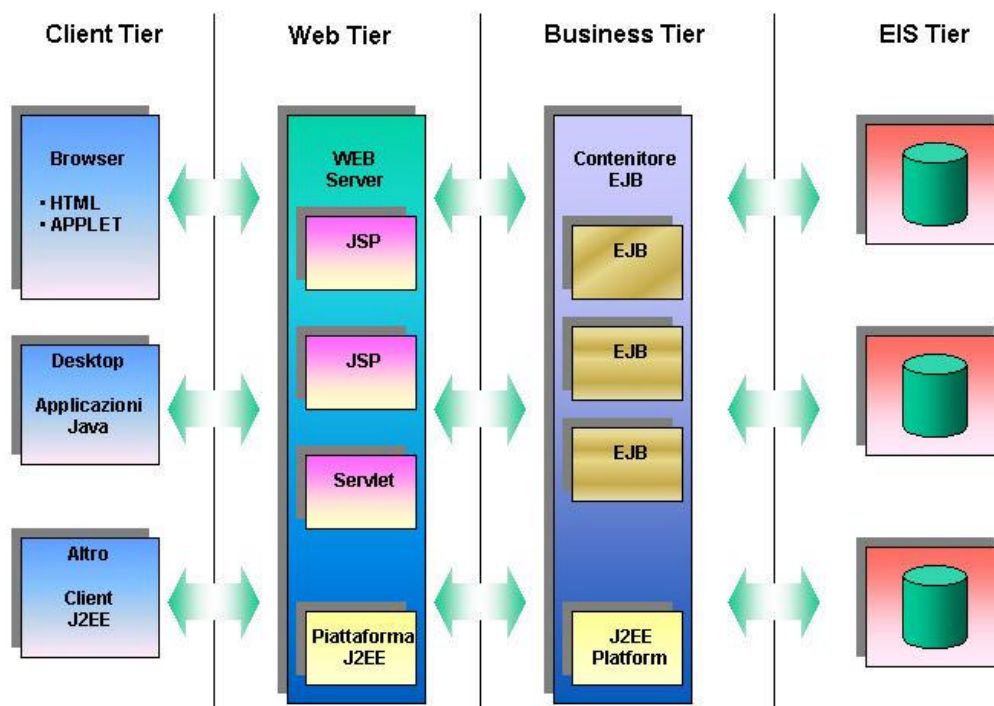 Client Tier
Web Tier
Business Tier
EIS Tier
Browser
▪ HTML
▪ APPLET
Desktop
Applicazioni
Java
Altro
Client
J2EE
WEB
Server
JSP
JSP
Servlet
Piattaforma
J2EE
Contenitore
EJB
EJB
EJB
EJB
J2EE
Platform